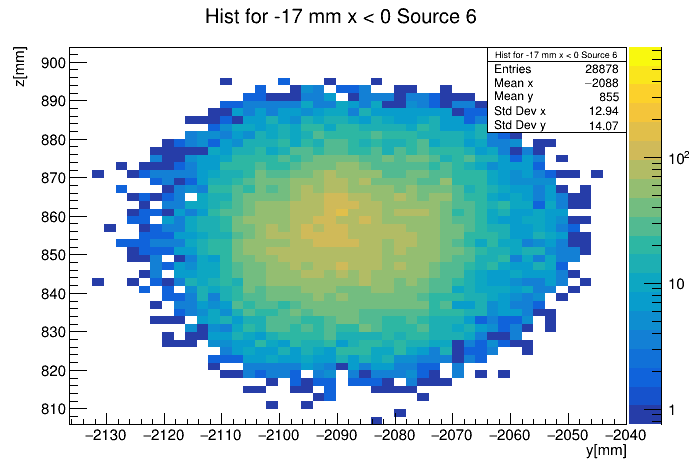 Hist for -17 mm x < 0 Source 6
z[mm]
900
890
880
870
860
850
840
830
820
810
Hist for -17 mm x < 0 Source 6
Entries 28878
Mean x −2088
Mean y 855
Std Dev x 12.94
Std Dev y 14.07
10²
10
1
−2130 −2120 −2110 −2100 −2090 −2080 −2070 −2060 −2050 −2040
y[mm]